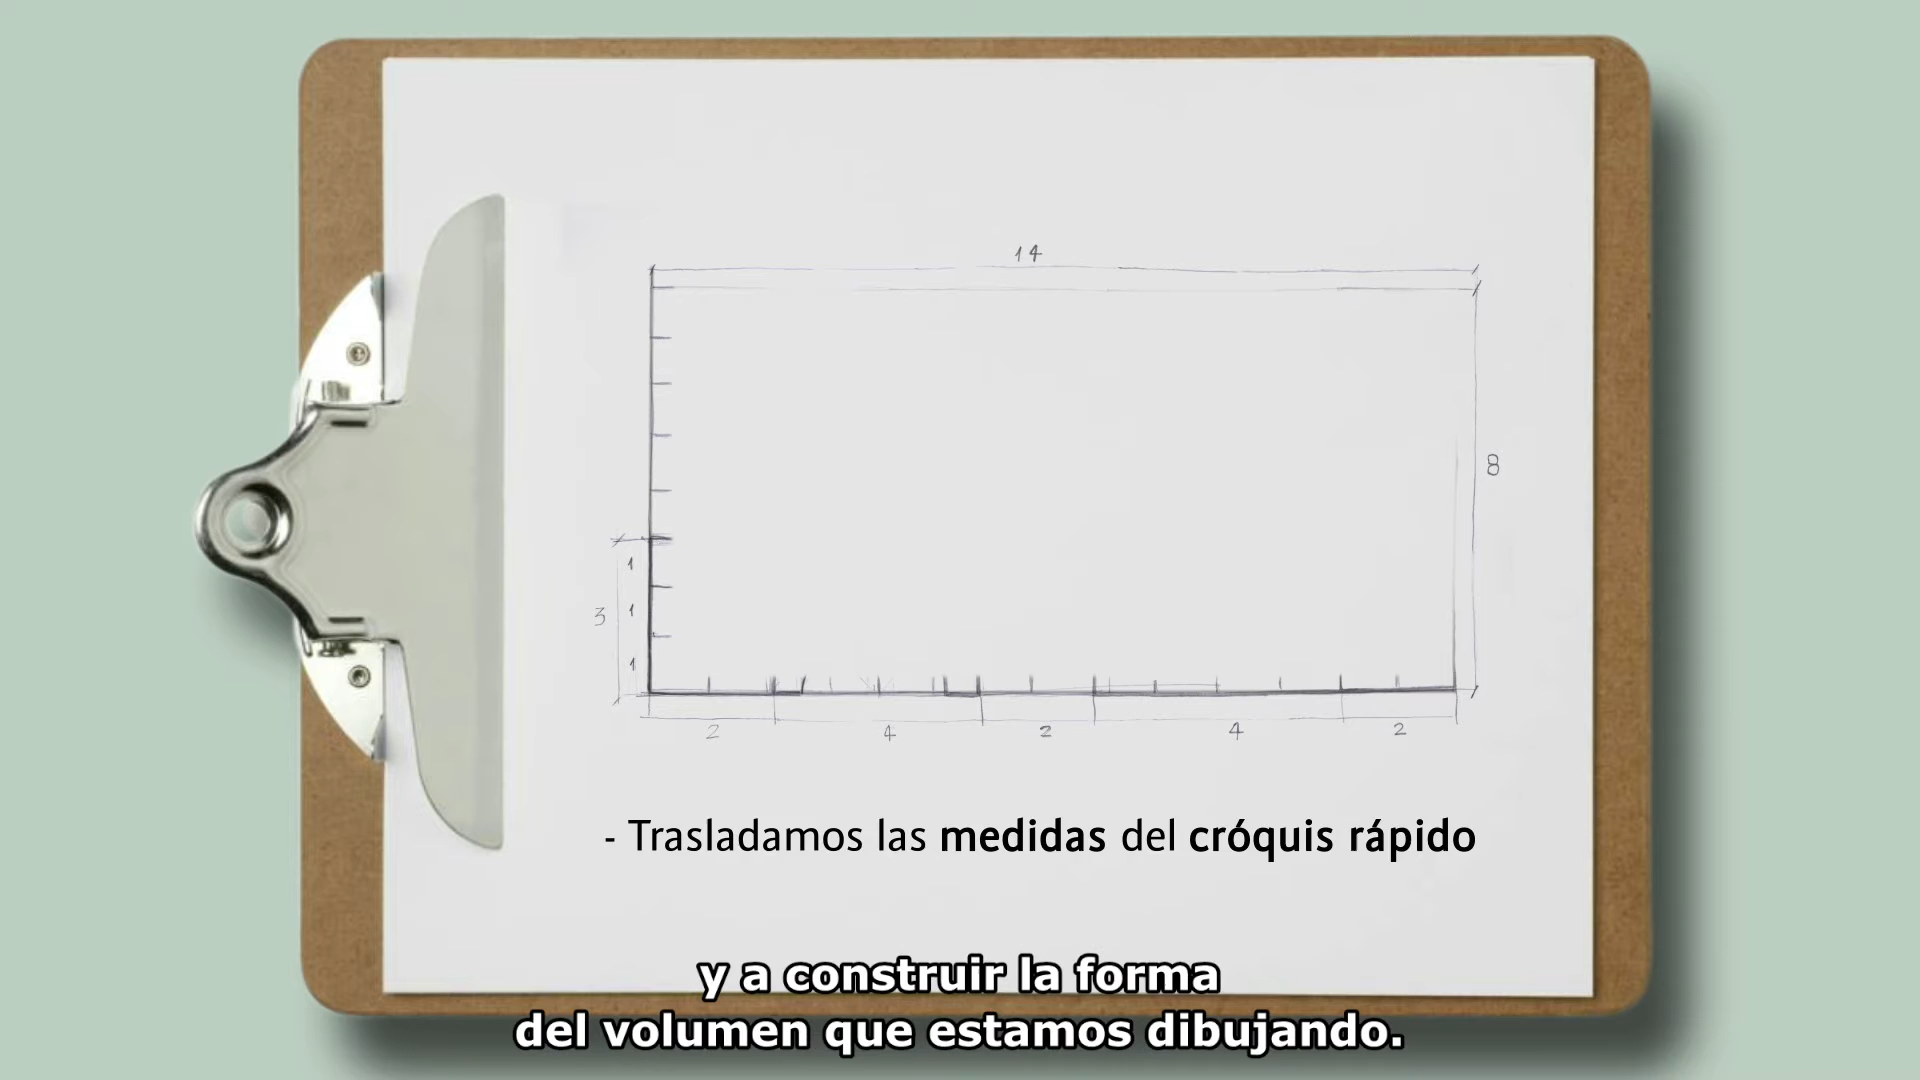 14
8
1
3
1
1
2 4 2 4 2
- Trasladamos las medidas del cróquis rápido
y a construir la forma
del volumen que estamos dibujando.